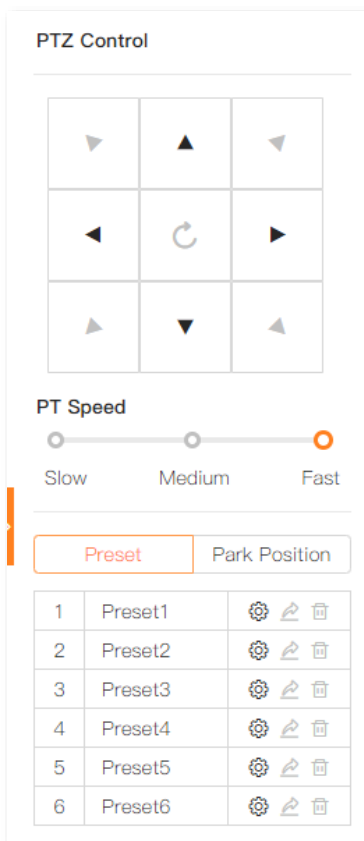 PTZ Control
PT Speed
Slow Medium Fast
Preset Park Position
1 Preset1
2 Preset2
3 Preset3
4 Preset4
5 Preset5
6 Preset6